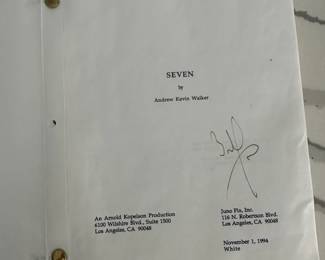 SEVEN
by
Andrew Kevin Walker
An Arnold Kopelson Production
6100 Wilshire Blvd., Suite 1500
Los Angeles, CA 90048
Juno Pix, Inc.
116 N. Robertson Blvd.
Los Angeles, CA 90048
November 1, 1994
White